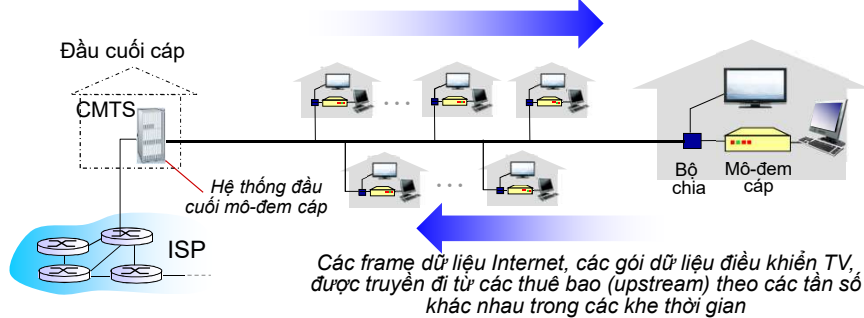 Đầu cuối cáp
CMTS
Hệ thống đầu
cuối mô-đem cáp
ISP
Bộ
chia
Mô-đem
cáp
Các frame dữ liệu Internet, các gói dữ liệu điều khiển TV,
được truyền đi từ các thuê bao (upstream) theo các tần số
khác nhau trong các khe thời gian